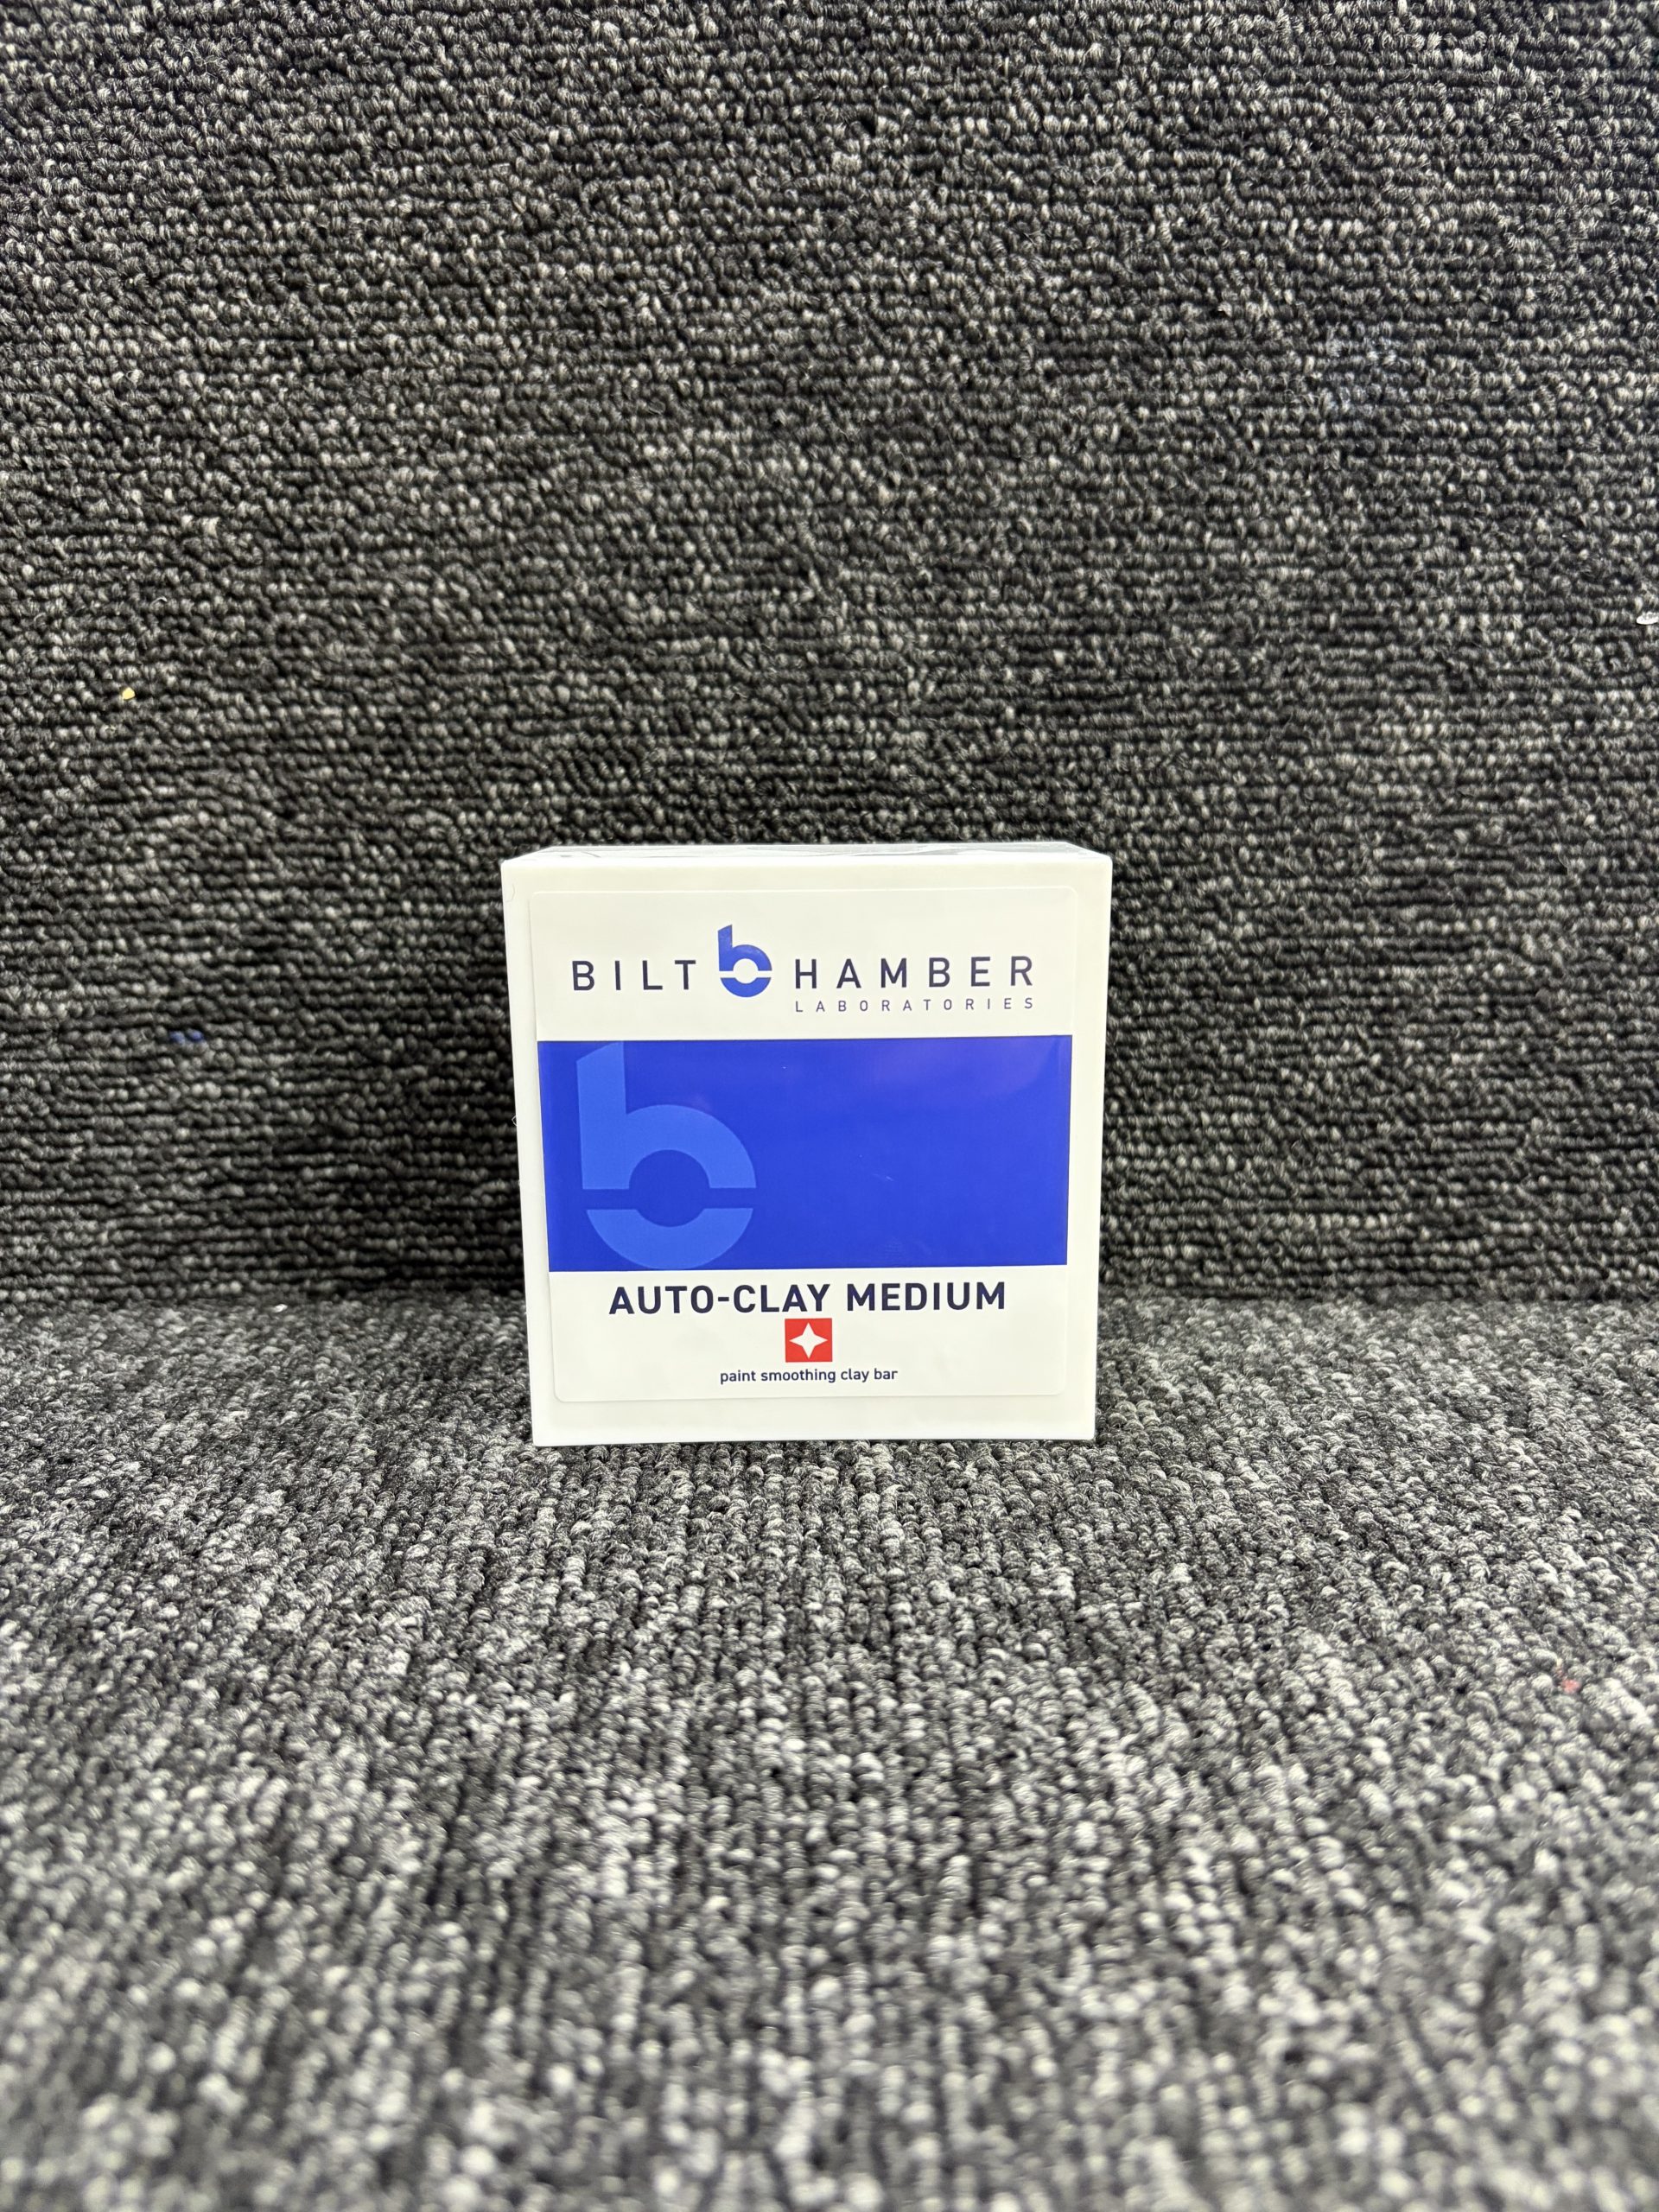 BILT b HAMBER
LABORATORIES
b
AUTO-CLAY MEDIUM
paint smoothing clay bar